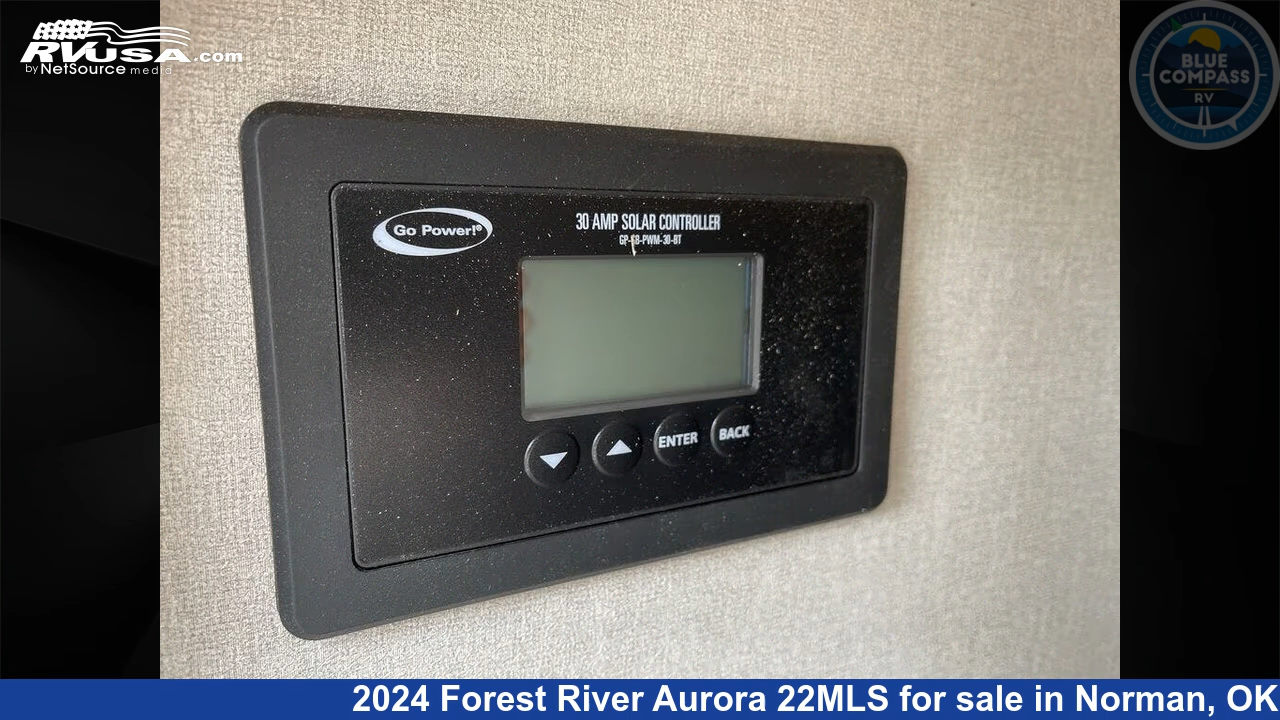 RVUSA.com
by NetSource media
BLUE
COMPASS
RV
Go Power!®
30 AMP SOLAR CONTROLLER
GP-SB-PWM-30-BT
ENTER
BACK
2024 Forest River Aurora 22MLS for sale in Norman, OK